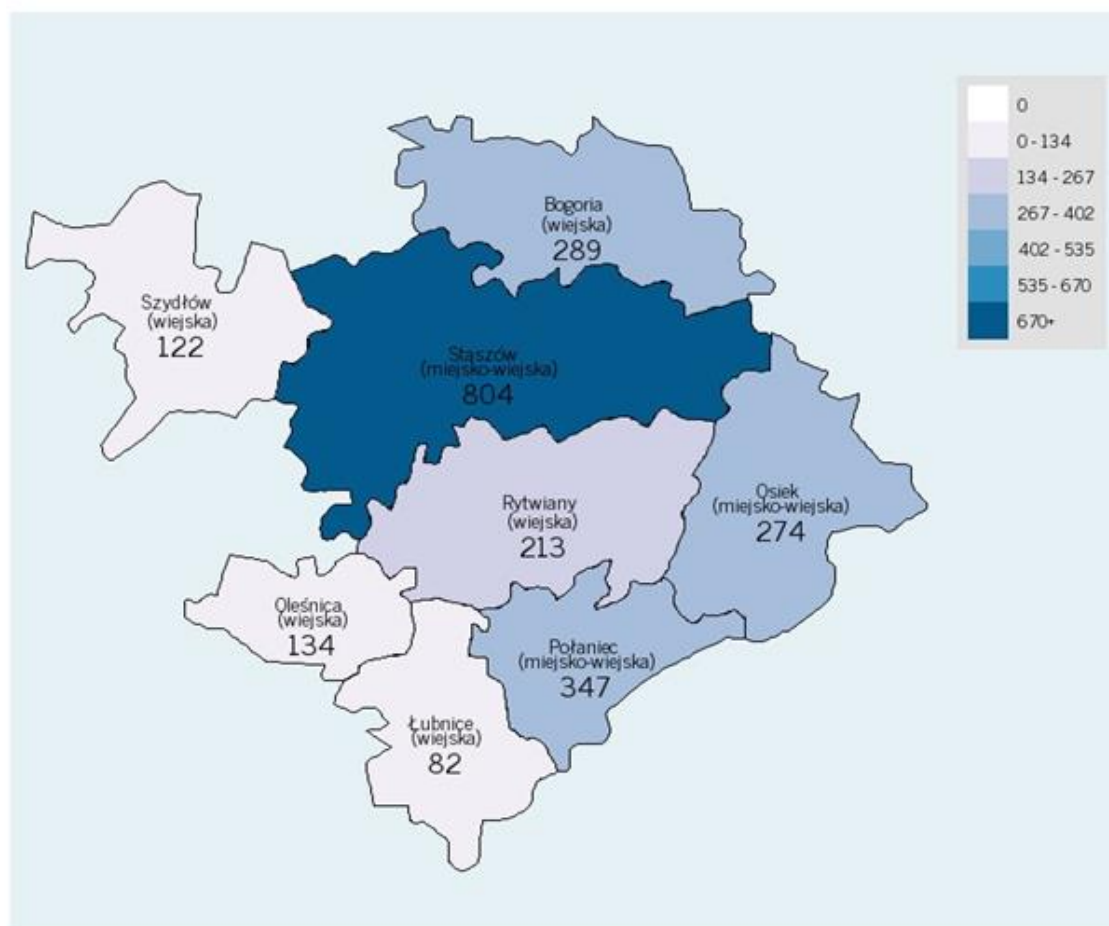 0
0 - 134
134 - 267
267 - 402
402 - 535
535 - 670
670+
Bogoria
(wiejska)
289
Szydłów
(wiejska)
122
Staszów
(miejsko-wiejska)
804
Osiek
(miejsko-wiejska)
274
Rytwiany
(wiejska)
213
Oleśnica
(wiejska)
134
Połaniec
(miejsko-wiejska)
347
Łubnice
(wiejska)
82